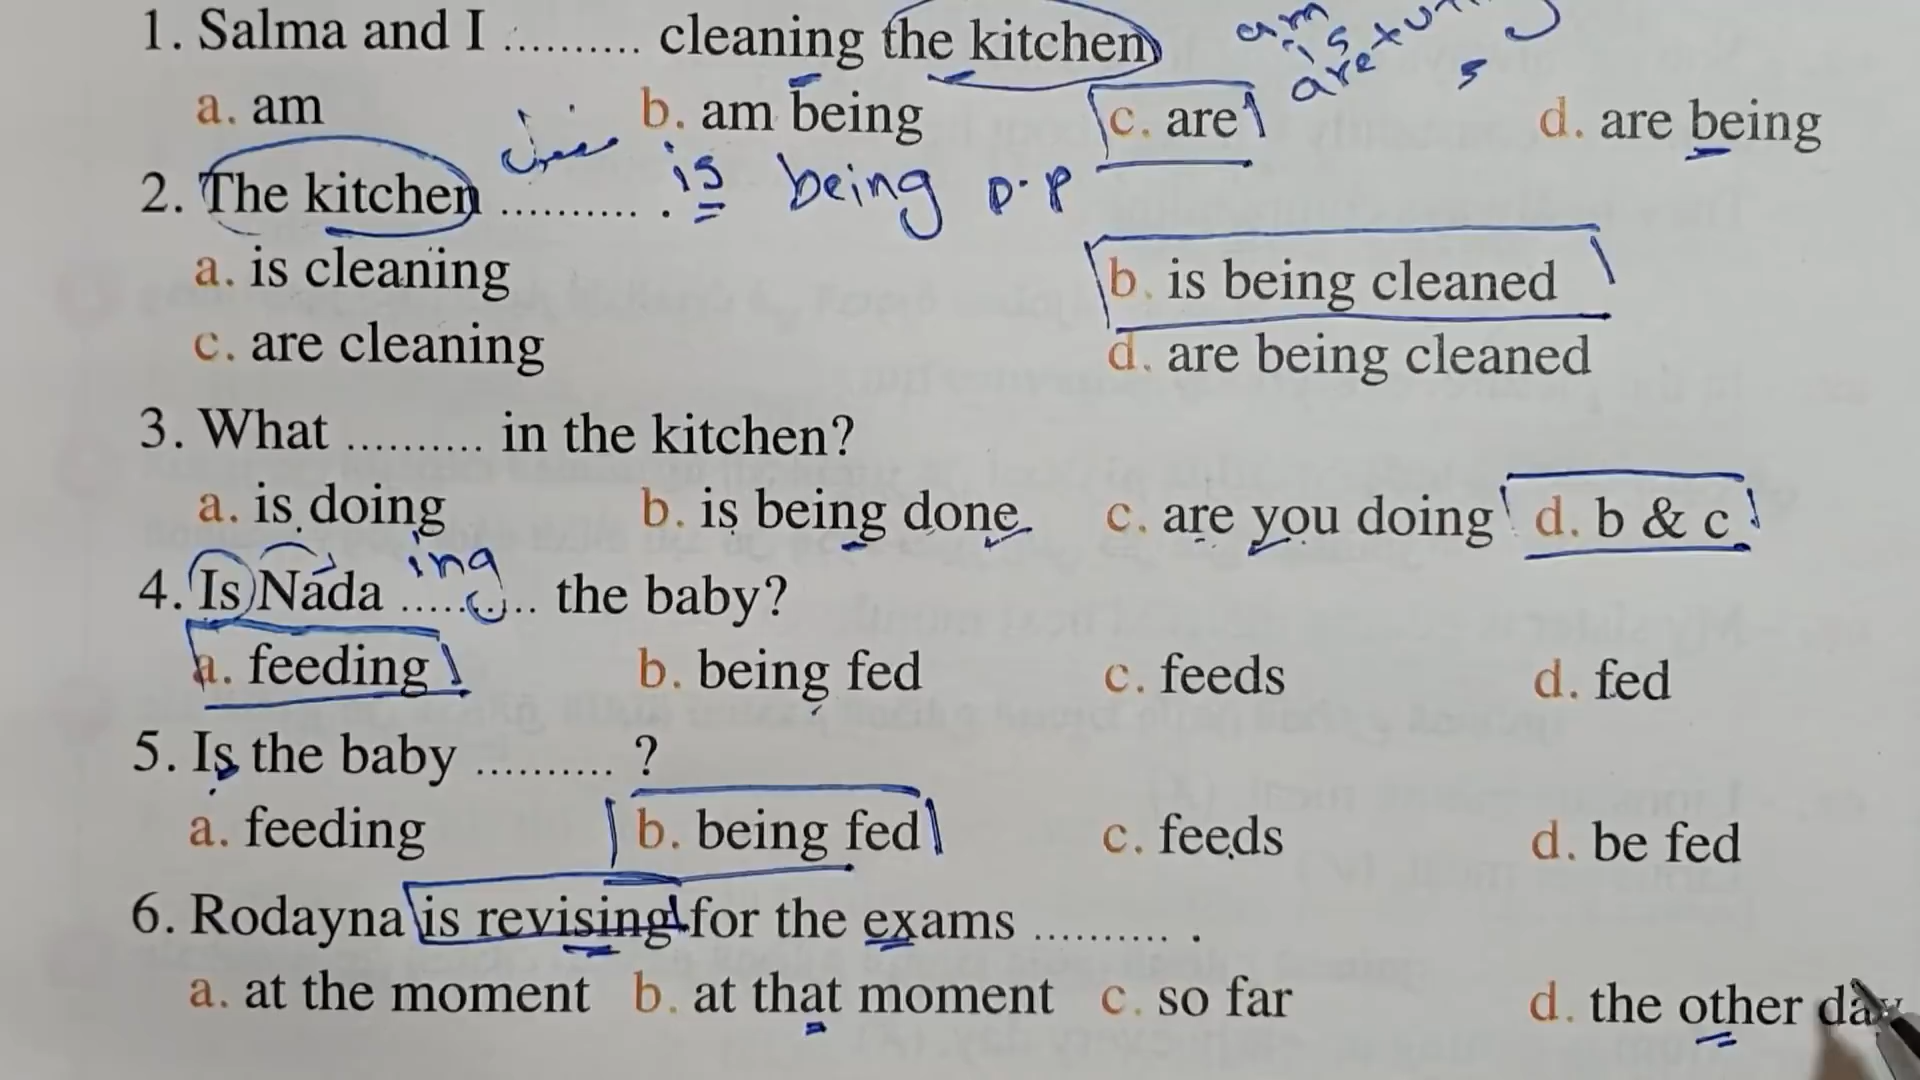 1. Salma and I .......... cleaning the kitchen
am
is
are
s
a. am b. am being c. are d. are being
2. The kitchen .......... . is being p.p
a. is cleaning b. is being cleaned
c. are cleaning d. are being cleaned
3. What .......... in the kitchen?
a. is doing b. is being done c. are you doing d. b & c
ing
4. Is Nada .......... the baby?
a. feeding b. being fed c. feeds d. fed
5. Is the baby .......... ?
a. feeding b. being fed c. feeds d. be fed
6. Rodayna is revising for the exams .......... .
a. at the moment b. at that moment c. so far d. the other day